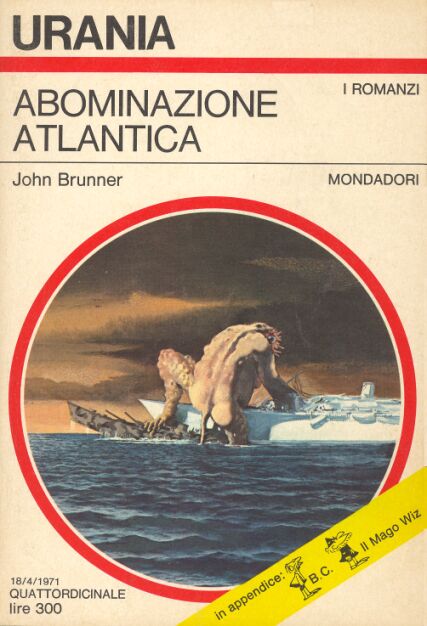 URANIA
I ROMANZI
ABOMINAZIONE
ATLANTICA
John Brunner
MONDADORI
18/4/1971
QUATTORDICINALE
lire 300
in appendice: B.C. Il Mago Wiz